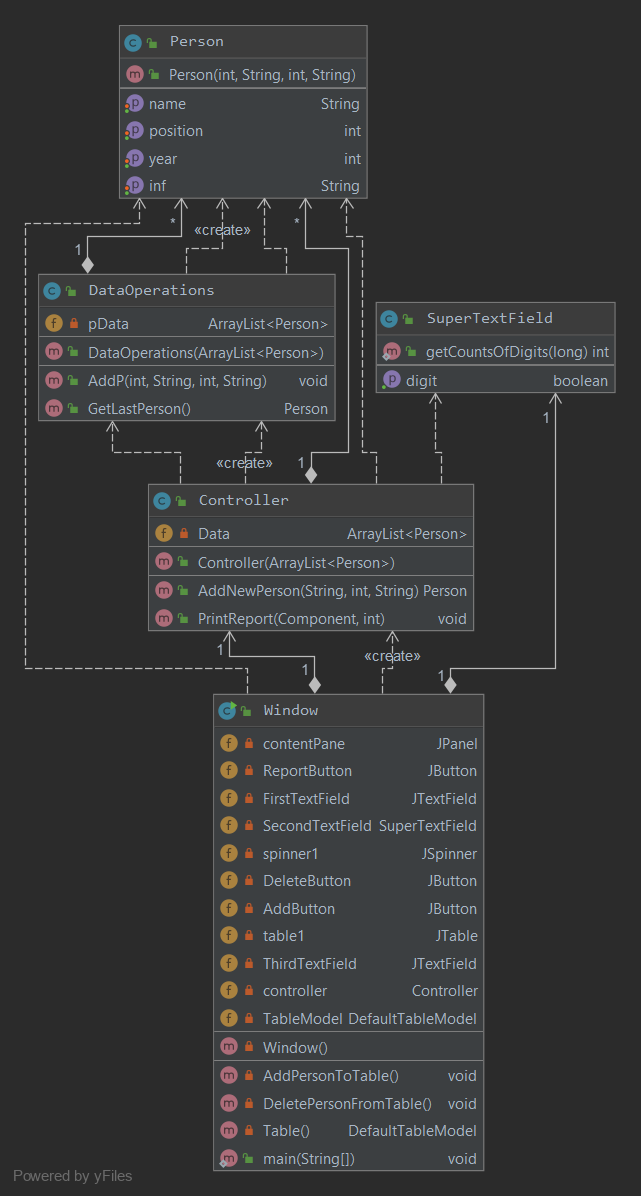 Person
Person(int, String, int, String)
name String
position int
year int
inf String
* «create» *
1
DataOperations
pData ArrayList<Person>
DataOperations(ArrayList<Person>)
AddP(int, String, int, String) void
GetLastPerson() Person
SuperTextField
getCountsOfDigits(long) int
digit boolean
1
«create» 1
Controller
Data ArrayList<Person>
Controller(ArrayList<Person>)
AddNewPerson(String, int, String) Person
PrintReport(Component, int) void
1 «create»
1 1
Window
contentPane JPanel
ReportButton JButton
FirstTextField JTextField
SecondTextField SuperTextField
spinner1 JSpinner
DeleteButton JButton
AddButton JButton
table1 JTable
ThirdTextField JTextField
controller Controller
TableModel DefaultTableModel
Window()
AddPersonToTable() void
DeletePersonFromTable() void
Table() DefaultTableModel
main(String[]) void
Powered by yFiles